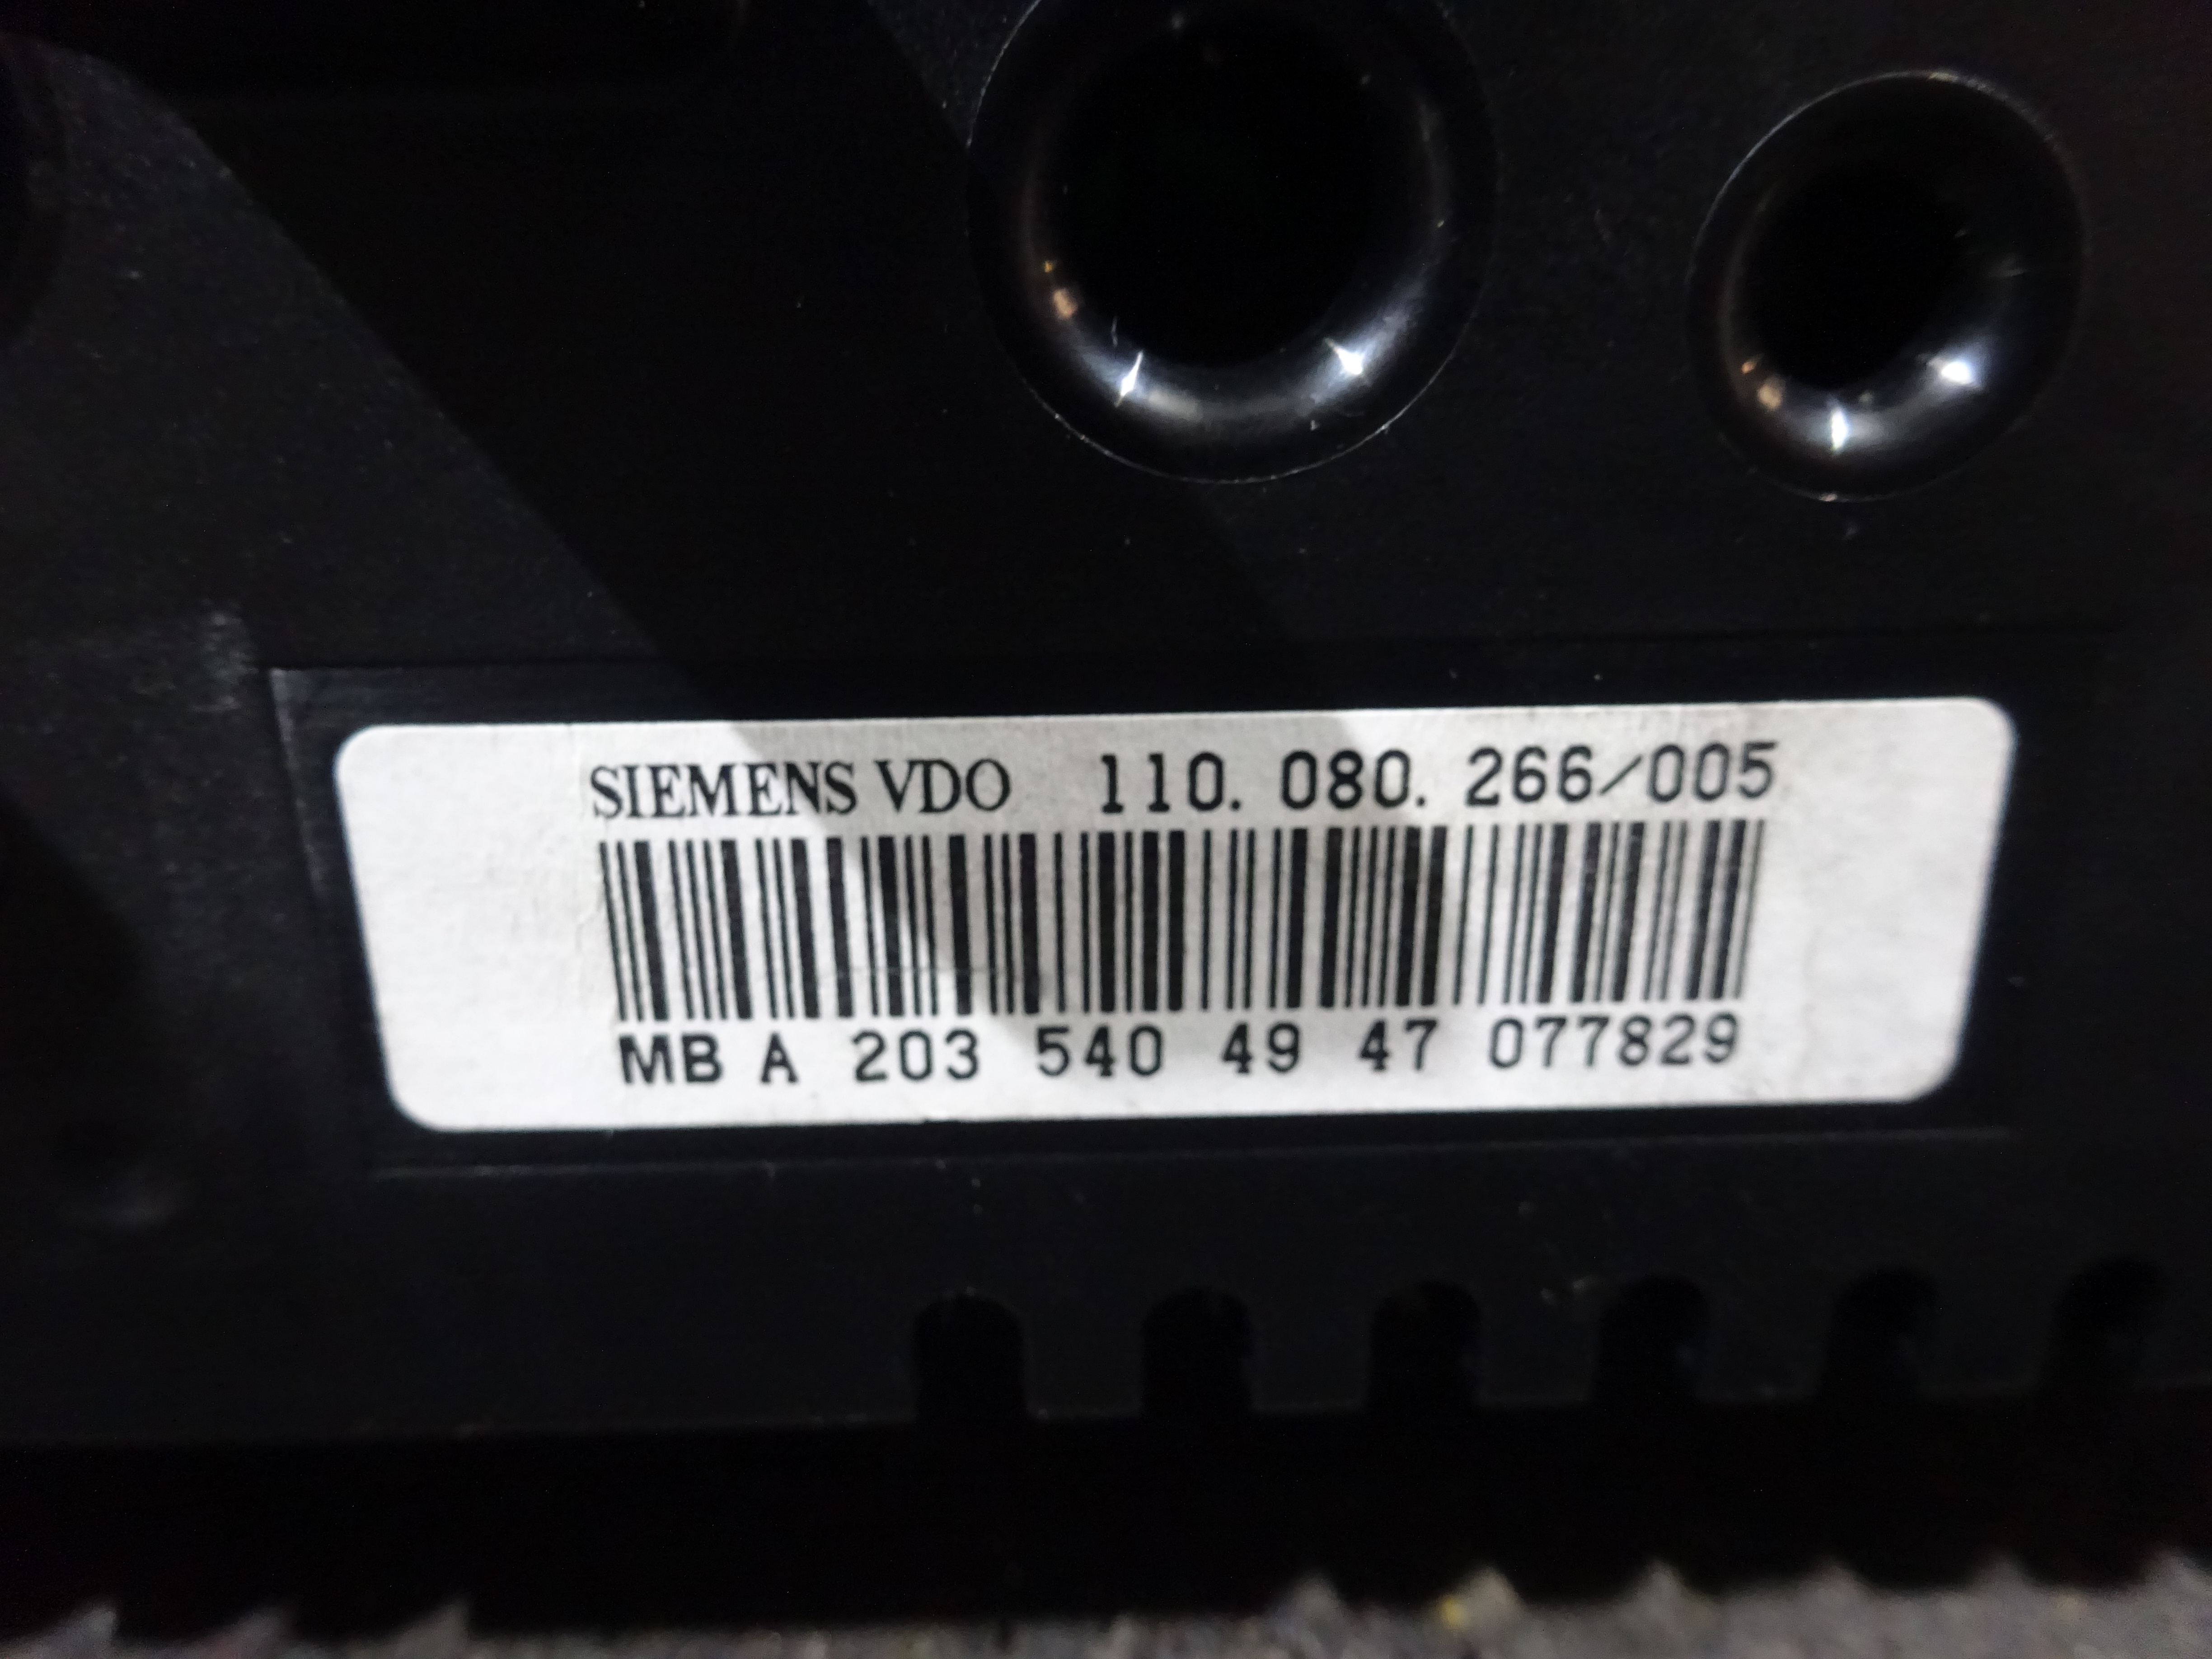 SIEMENS VDO 110. 080. 266/005
MB A 203 540 49 47 077829